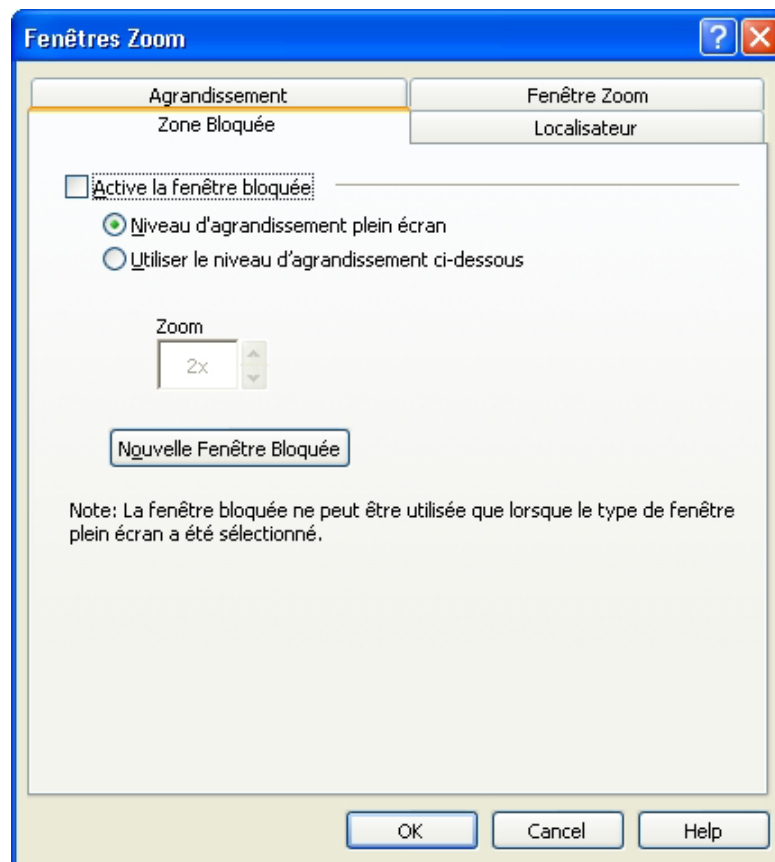 Fenêtres Zoom
Agrandissement
Fenêtre Zoom
Zone Bloquée
Localisateur
Active la fenêtre bloquée
Niveau d'agrandissement plein écran
Utiliser le niveau d’agrandissement ci-dessous
Zoom
2x
Nouvelle Fenêtre Bloquée
Note: La fenêtre bloquée ne peut être utilisée que lorsque le type de fenêtre
plein écran a été sélectionné.
OK
Cancel
Help